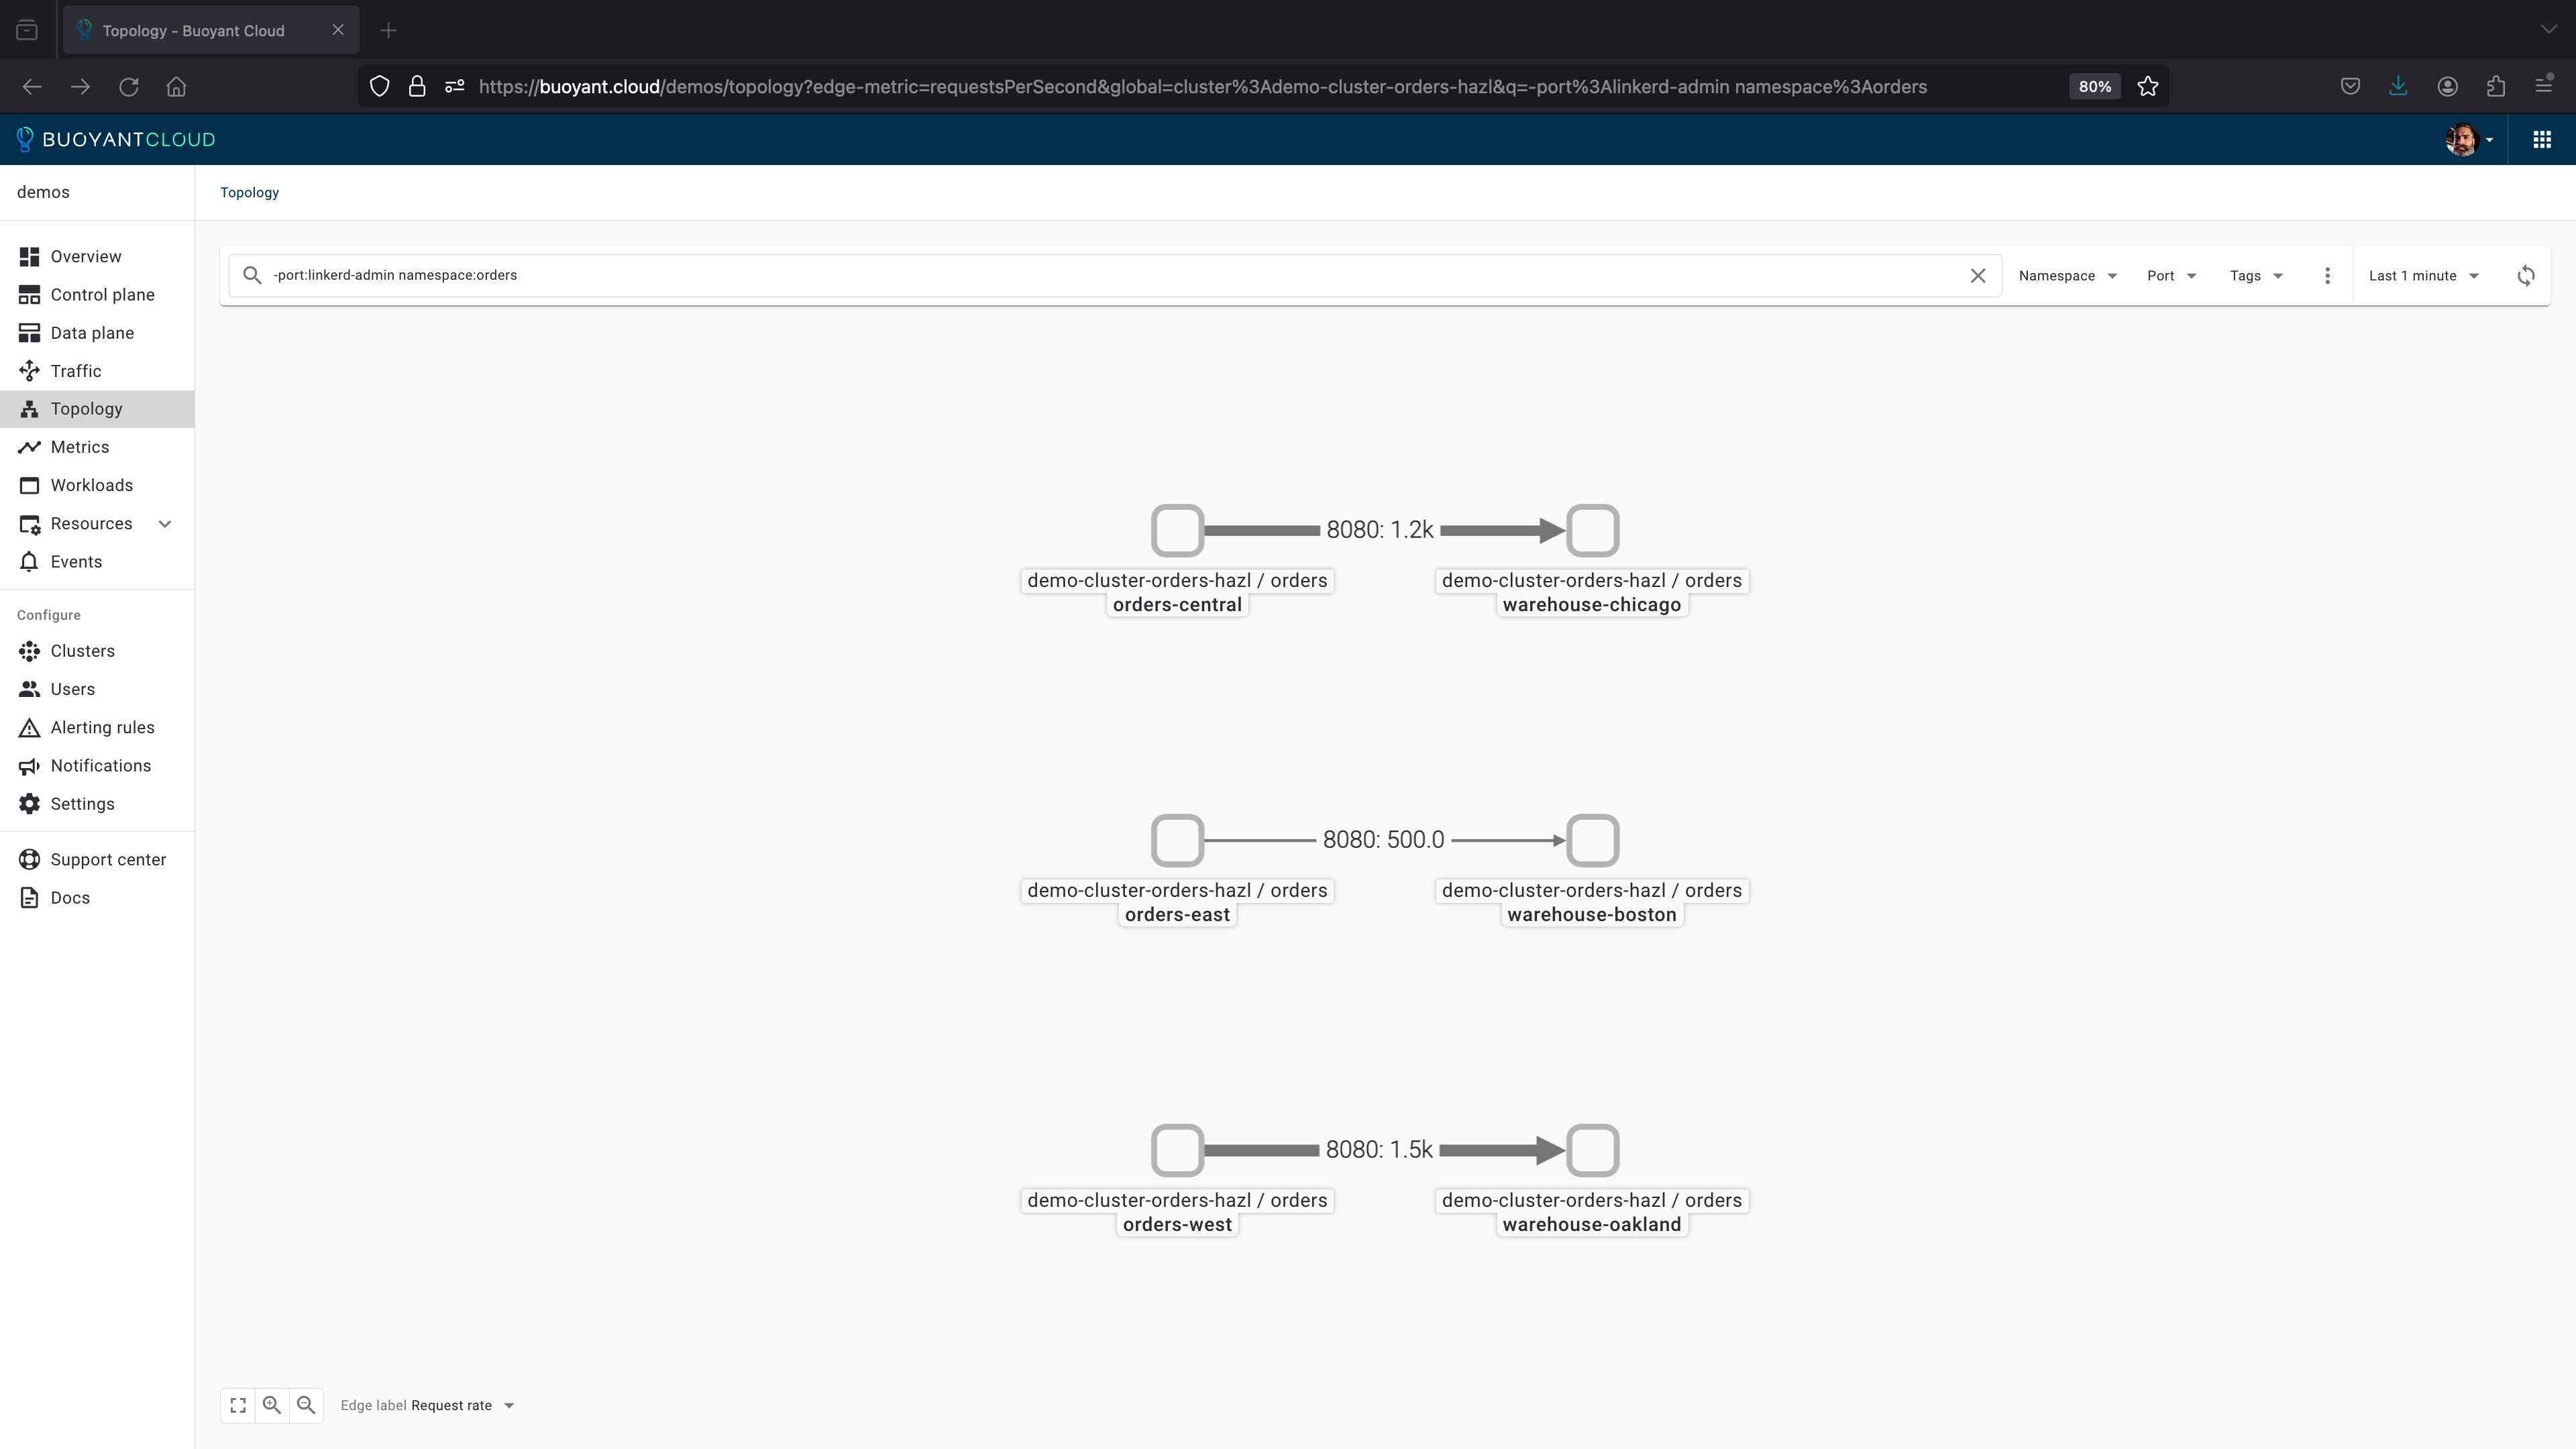 Topology - Buoyant Cloud
https://buoyant.cloud/demos/topology?edge-metric=requestsPerSecond&global=cluster%3Ademo-cluster-orders-hazl&q=-port%3Alinkerd-admin namespace%3Aorders
80%
BUOYANTCLOUD
demos
Topology
Overview
Control plane
Data plane
Traffic
Topology
Metrics
Workloads
Resources
Events
Configure
Clusters
Users
Alerting rules
Notifications
Settings
Support center
Docs
-port:linkerd-admin namespace:orders
Namespace
Port
Tags
Last 1 minute
8080: 1.2k
demo-cluster-orders-hazl / orders
orders-central
demo-cluster-orders-hazl / orders
warehouse-chicago
8080: 500.0
demo-cluster-orders-hazl / orders
orders-east
demo-cluster-orders-hazl / orders
warehouse-boston
8080: 1.5k
demo-cluster-orders-hazl / orders
orders-west
demo-cluster-orders-hazl / orders
warehouse-oakland
Edge label Request rate